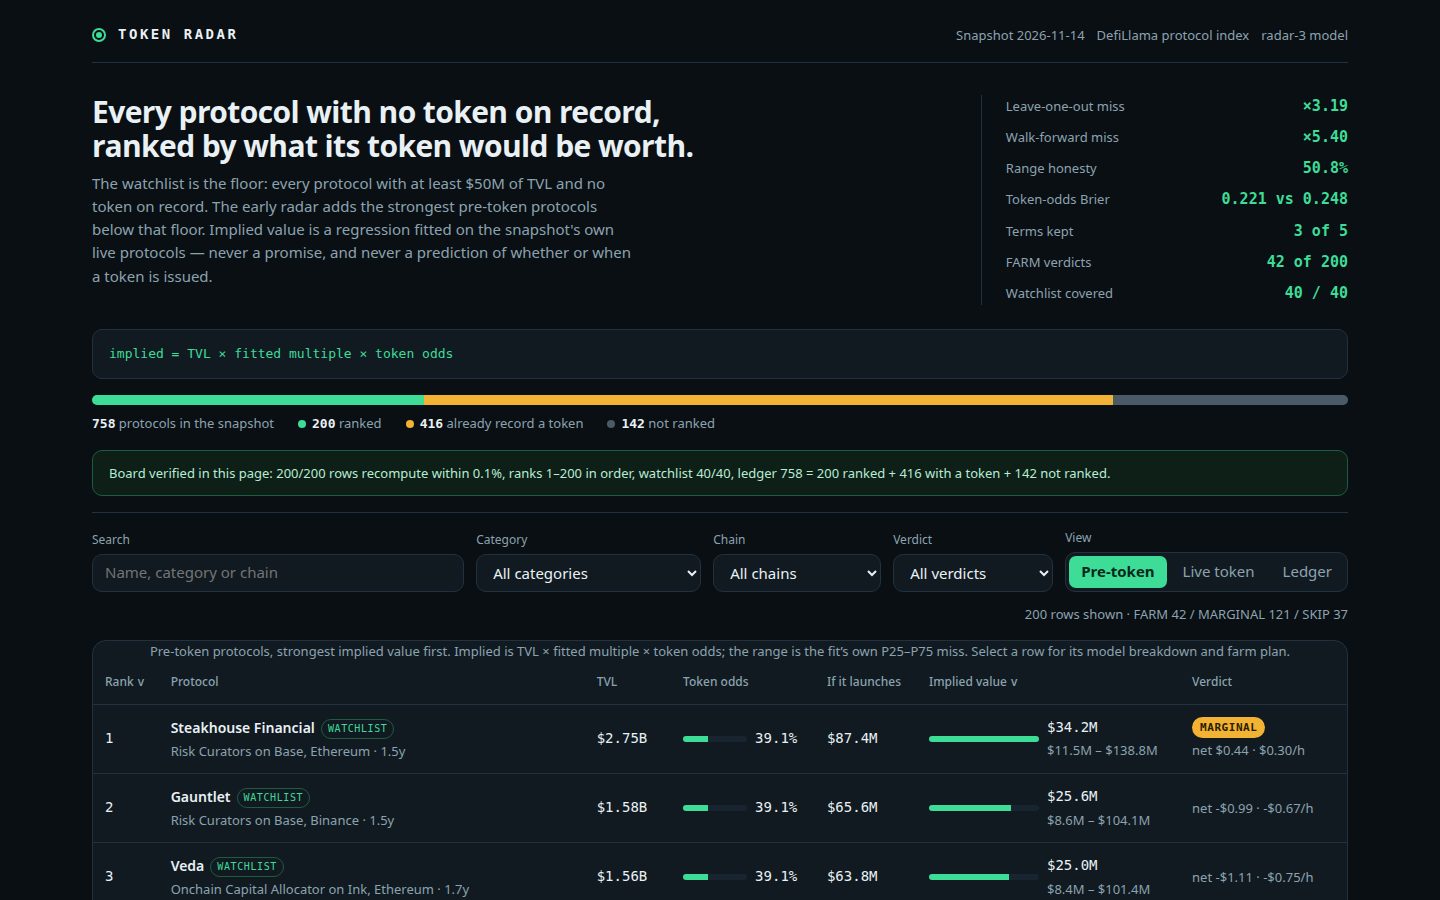 TOKEN RADAR
Snapshot 2026-11-14 DefiLlama protocol index radar-3 model
Every protocol with no token on record,
ranked by what its token would be worth.
The watchlist is the floor: every protocol with at least $50M of TVL and no
token on record. The early radar adds the strongest pre-token protocols
below that floor. Implied value is a regression fitted on the snapshot's own
live protocols — never a promise, and never a prediction of whether or when
a token is issued.
Leave-one-out miss ×3.19
Walk-forward miss ×5.40
Range honesty 50.8%
Token-odds Brier 0.221 vs 0.248
Terms kept 3 of 5
FARM verdicts 42 of 200
Watchlist covered 40 / 40
implied = TVL × fitted multiple × token odds
758 protocols in the snapshot 200 ranked 416 already record a token 142 not ranked
Board verified in this page: 200/200 rows recompute within 0.1%, ranks 1–200 in order, watchlist 40/40, ledger 758 = 200 ranked + 416 with a token + 142 not ranked.
Search Category Chain Verdict View
Name, category or chain All categories All chains All verdicts Pre-token Live token Ledger
200 rows shown · FARM 42 / MARGINAL 121 / SKIP 37
Pre-token protocols, strongest implied value first. Implied is TVL × fitted multiple × token odds; the range is the fit's own P25–P75 miss. Select a row for its model breakdown and farm plan.
Rank v Protocol TVL Token odds If it launches Implied value v Verdict
1 Steakhouse Financial WATCHLIST $2.75B 39.1% $87.4M $34.2M MARGINAL
Risk Curators on Base, Ethereum · 1.5y $11.5M – $138.8M net $0.44 · $0.30/h
2 Gauntlet WATCHLIST $1.58B 39.1% $65.6M $25.6M
Risk Curators on Base, Binance · 1.5y $8.6M – $104.1M net -$0.99 · -$0.67/h
3 Veda WATCHLIST $1.56B 39.1% $63.8M $25.0M
Onchain Capital Allocator on Ink, Ethereum · 1.7y $8.4M – $101.4M net -$1.11 · -$0.75/h